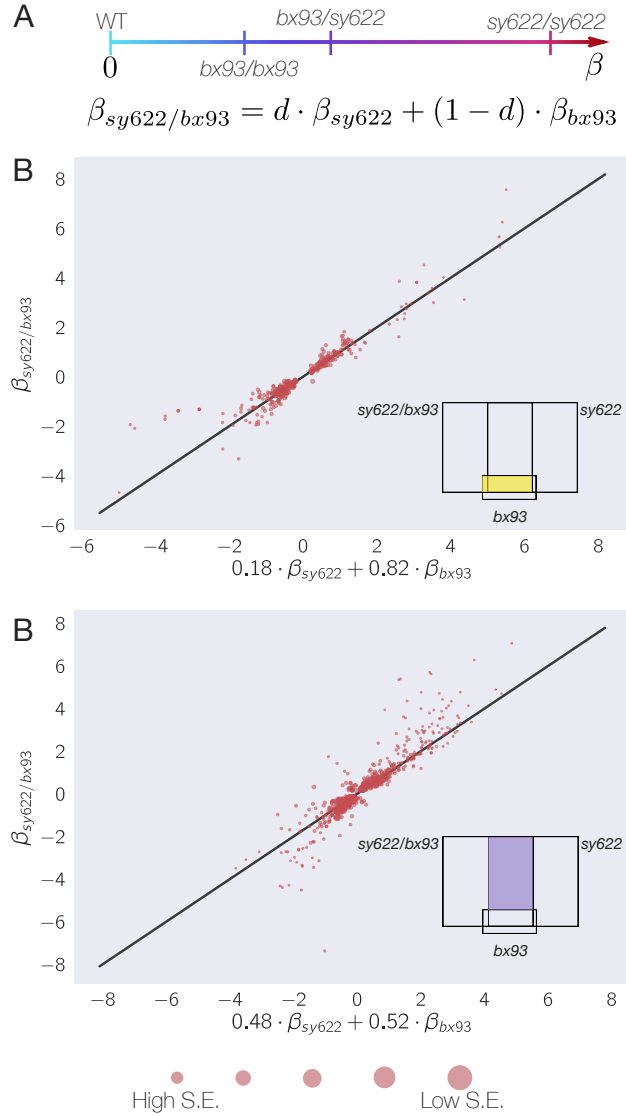 A
WT
bx93/sy622
sy622/sy622
0
bx93/bx93
β
β_{sy622/bx93} = d · β_{sy622} + (1 − d) · β_{bx93}
B
8
6
4
2
0
−2
−4
−6
β_{sy622/bx93}
sy622/bx93
sy622
bx93
−6 −4 −2 0 2 4 6 8
0.18 · β_{sy622} + 0.82 · β_{bx93}
B
8
6
4
2
0
−2
−4
−6
−8
β_{sy622/bx93}
sy622/bx93
sy622
bx93
−8 −6 −4 −2 0 2 4 6 8
0.48 · β_{sy622} + 0.52 · β_{bx93}
High S.E.
Low S.E.